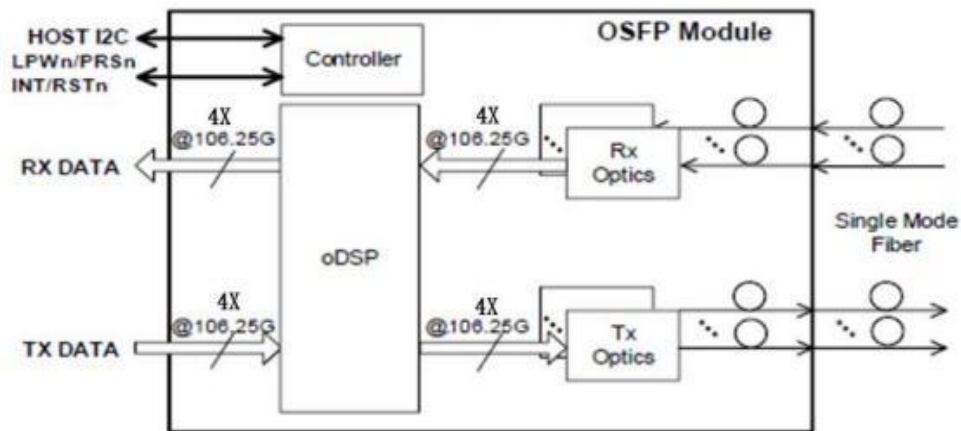 OSFP Module
HOST I2C
LPWn/PRSn
INT/RSTn
Controller
4X
@106.25G
4X
@106.25G
RX DATA
Rx
Optics
Single Mode
Fiber
oDSP
4X
@106.25G
4X
@106.25G
TX DATA
Tx
Optics